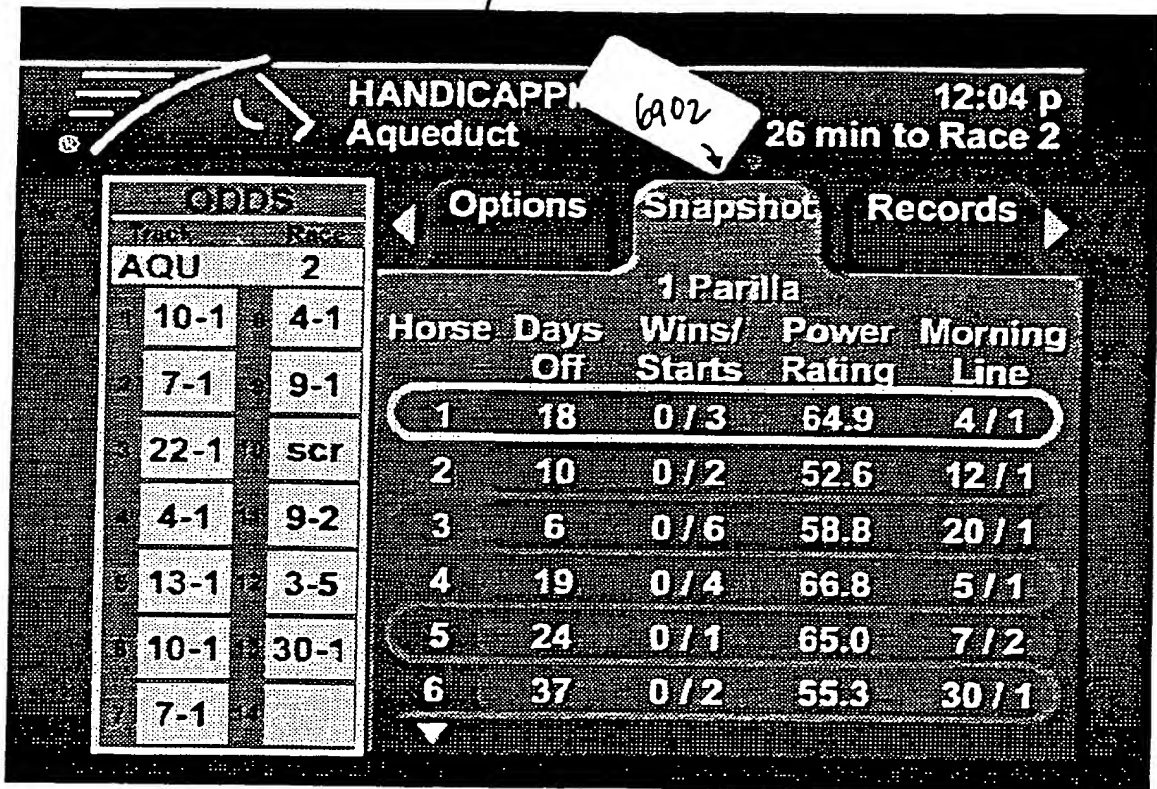 HANDICAPPI
Aqueduct
6902
12:04 p
26 min to Race 2
®
ODDS
Track Race
AQU 2
1 10-1 8 4-1
2 7-1 9 9-1
3 22-1 10 scr
4 4-1 11 9-2
5 13-1 12 3-5
6 10-1 13 30-1
7 7-1 14
Options Snapshot Records
1 Parilla
Horse Days Wins/ Power Morning
Off Starts Rating Line
1 18 0 / 3 64.9 4 / 1
2 10 0 / 2 52.6 12 / 1
3 6 0 / 6 58.8 20 / 1
4 19 0 / 4 66.8 5 / 1
5 24 0 / 1 65.0 7 / 2
6 37 0 / 2 55.3 30 / 1